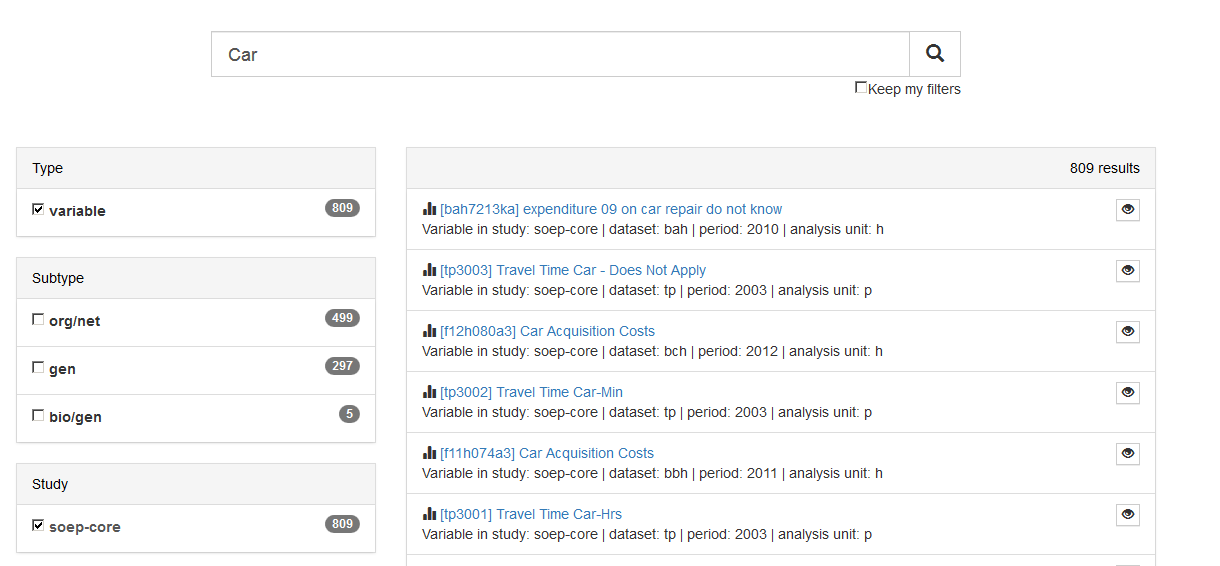 Car
Keep my filters
Type
variable 809
Subtype
org/net 499
gen 297
bio/gen 5
Study
soep-core 809
809 results
[bah7213ka] expenditure 09 on car repair do not know
Variable in study: soep-core | dataset: bah | period: 2010 | analysis unit: h
[tp3003] Travel Time Car - Does Not Apply
Variable in study: soep-core | dataset: tp | period: 2003 | analysis unit: p
[f12h080a3] Car Acquisition Costs
Variable in study: soep-core | dataset: bch | period: 2012 | analysis unit: h
[tp3002] Travel Time Car-Min
Variable in study: soep-core | dataset: tp | period: 2003 | analysis unit: p
[f11h074a3] Car Acquisition Costs
Variable in study: soep-core | dataset: bbh | period: 2011 | analysis unit: h
[tp3001] Travel Time Car-Hrs
Variable in study: soep-core | dataset: tp | period: 2003 | analysis unit: p